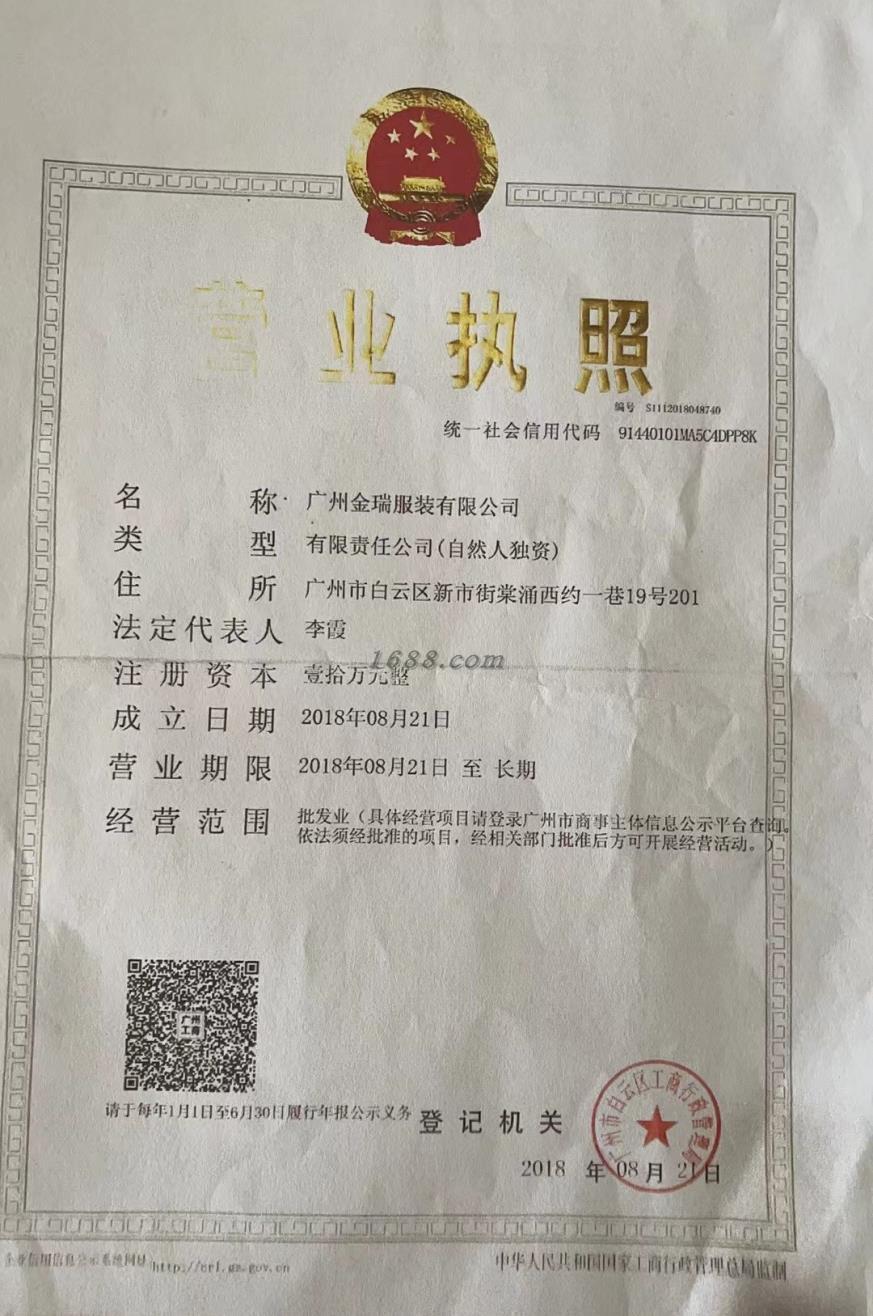 营业执照
编号 S1112018048740
统一社会信用代码 91440101MA5C4DPP8K
名称 广州金瑞服装有限公司
类型 有限责任公司(自然人独资)
住所 广州市白云区新市街棠涌西约一巷19号201
法定代表人 李霞
1688.com
注册资本 壹拾万元整
成立日期 2018年08月21日
营业期限 2018年08月21日 至 长期
经营范围 批发业（具体经营项目请登录广州市商事主体信息公示平台查询。
依法须经批准的项目，经相关部门批准后方可开展经营活动。）
广州
工商
请于每年1月1日至6月30日履行年报公示义务
登记机关
广州市白云区工商行政管理局
2018 年 08 月 21 日
企业信用信息公示系统网址 http://cri.gz.gov.cn
中华人民共和国国家工商行政管理总局监制